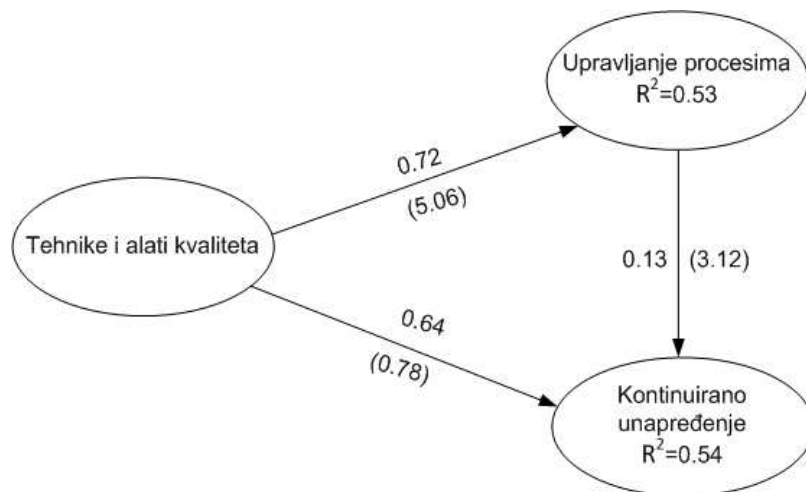 Upravljanje procesima
R²=0.53
0.72
(5.06)
Tehnike i alati kvaliteta
0.13 (3.12)
0.64
(0.78)
Kontinuirano
unapređenje
R²=0.54